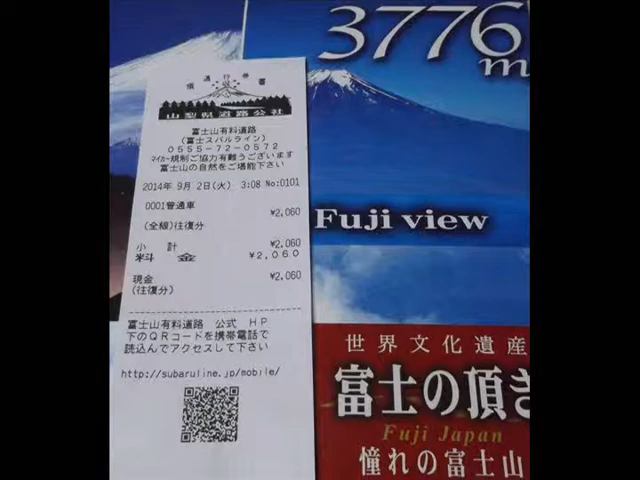 3776
m
山梨県道路公社
富士山有料道路
(富士スバルライン)
0555-72-0572
マイカー規制ご協力有難うございます
富士山の自然をご堪能下さい
2014年 9月 2日(火) 3:08 No:0101
0001普通車
¥2,060
(全線)往復分
小 計 ¥2,060
料 金 ¥2,060
現金 ¥2,060
(往復分)
富士山有料道路 公式 HP
下のQRコードを携帯電話で
読込んでアクセスして下さい
http://subaruline.jp/mobile/
Fuji view
世界文化遺産
富士の頂き
Fuji Japan
憧れの富士山